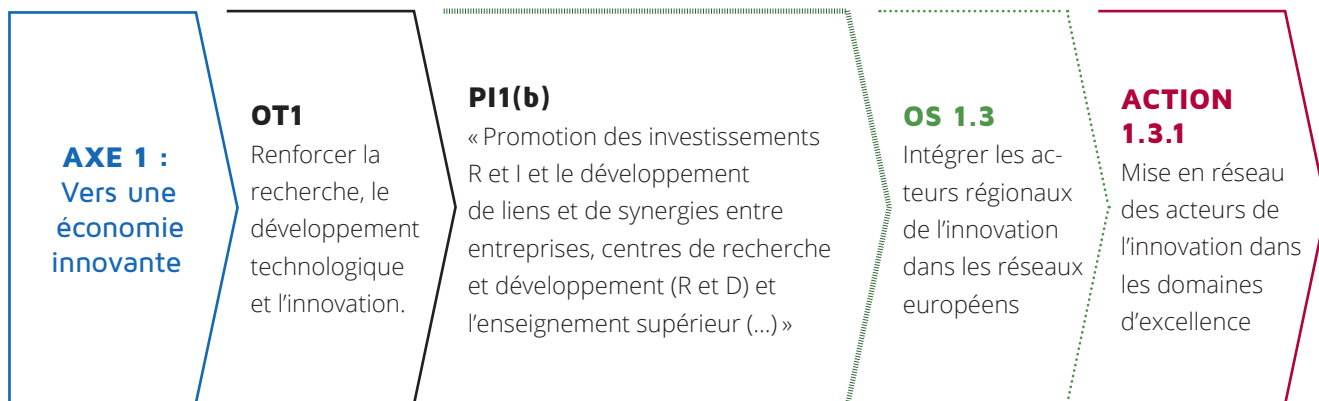 AXE 1 :
Vers une
économie
innovante
OT1
Renforcer la
recherche, le
développement
technologique
et l’innovation.
PI1(b)
« Promotion des investissements
R et I et le développement
de liens et de synergies entre
entreprises, centres de recherche
et développement (R et D) et
l’enseignement supérieur (...) »
OS 1.3
Intégrer les ac-
teurs régionaux
de l’innovation
dans les réseaux
européens
ACTION
1.3.1
Mise en réseau
des acteurs de
l’innovation dans
les domaines
d’excellence